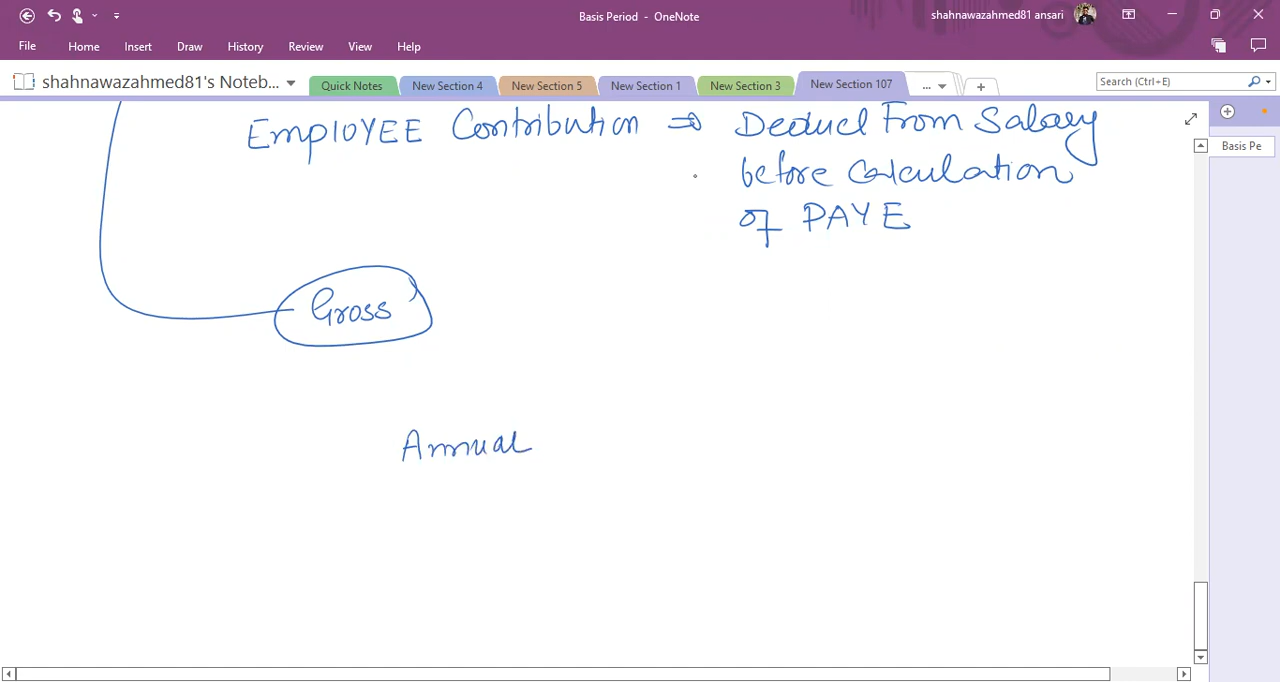 Basis Period - OneNote
shahnawazahmed81 ansari
File Home Insert Draw History Review View Help
shahnawazahmed81's Noteb...
Quick Notes New Section 4 New Section 5 New Section 1 New Section 3 New Section 107 ...
Search (Ctrl+E)
Basis Pe
EMPloYEE Contribution ⇒ Deduct From Salary
before Calculation
of PAYE
Gross
Annual